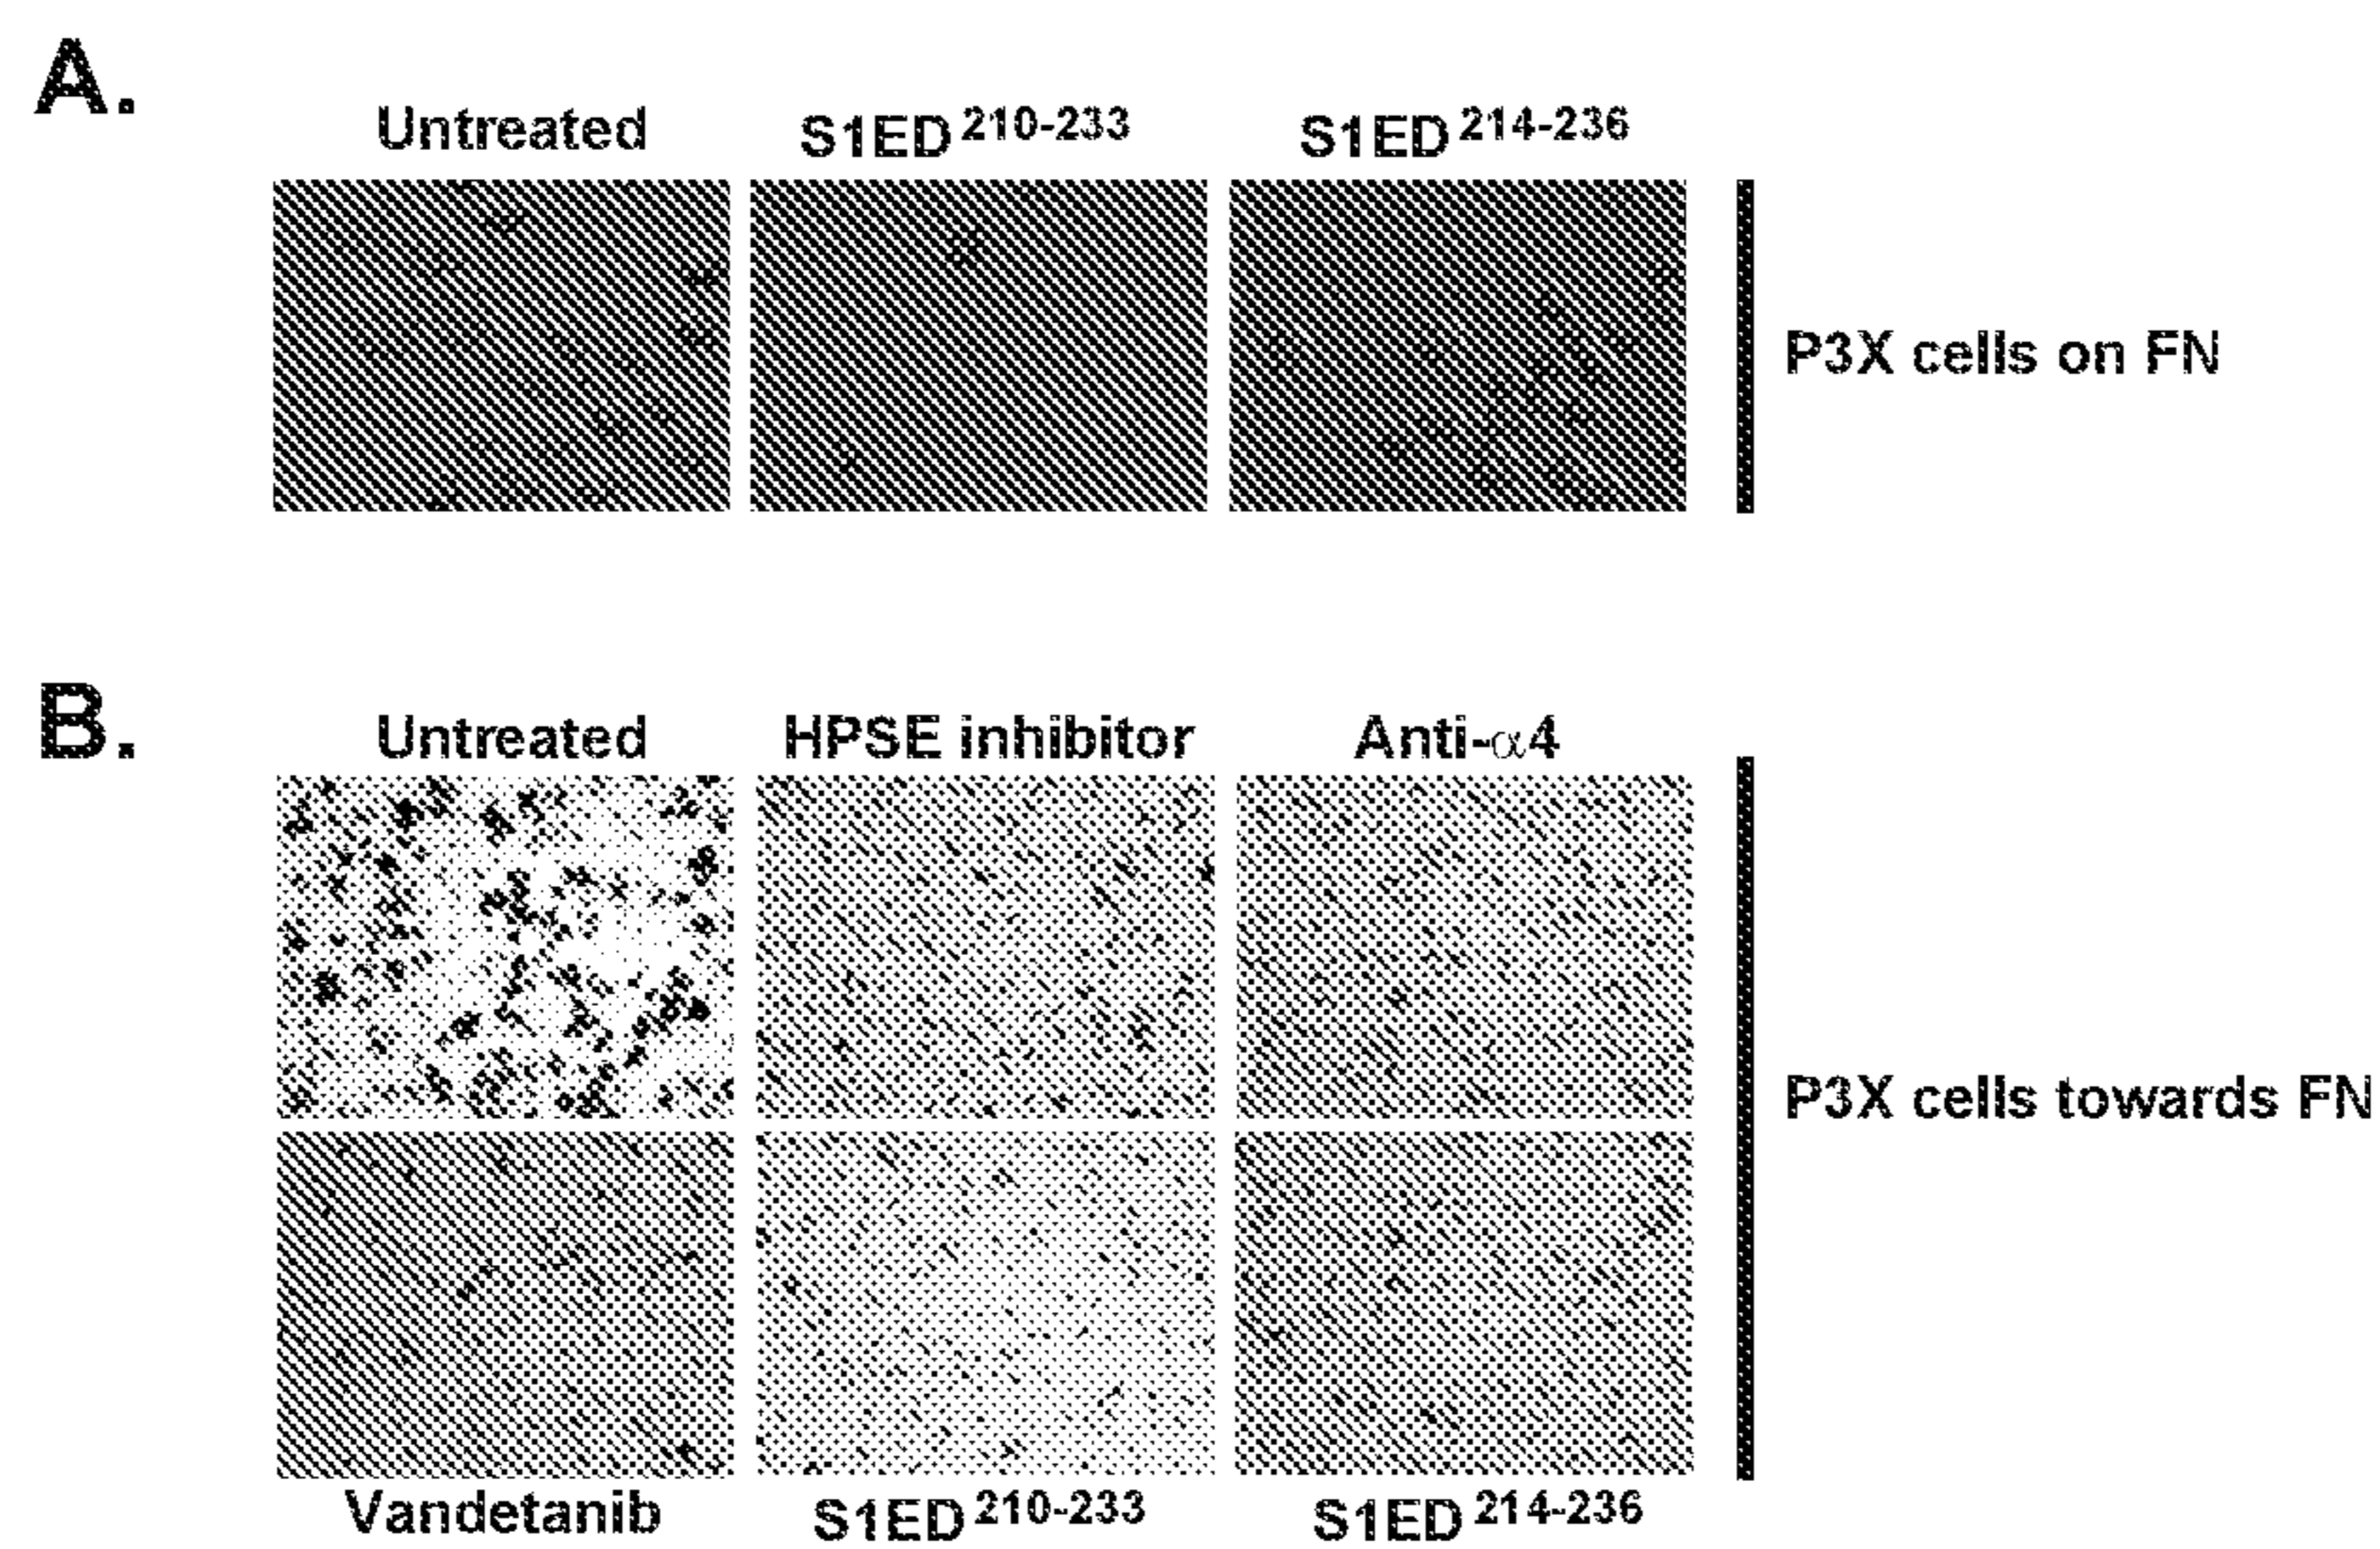 A.
Untreated S1ED 210-233 S1ED 214-236
P3X cells on FN
B.
Untreated HPSE inhibitor Anti-α4
P3X cells towards FN
Vandetanib S1ED 210-233 S1ED 214-236